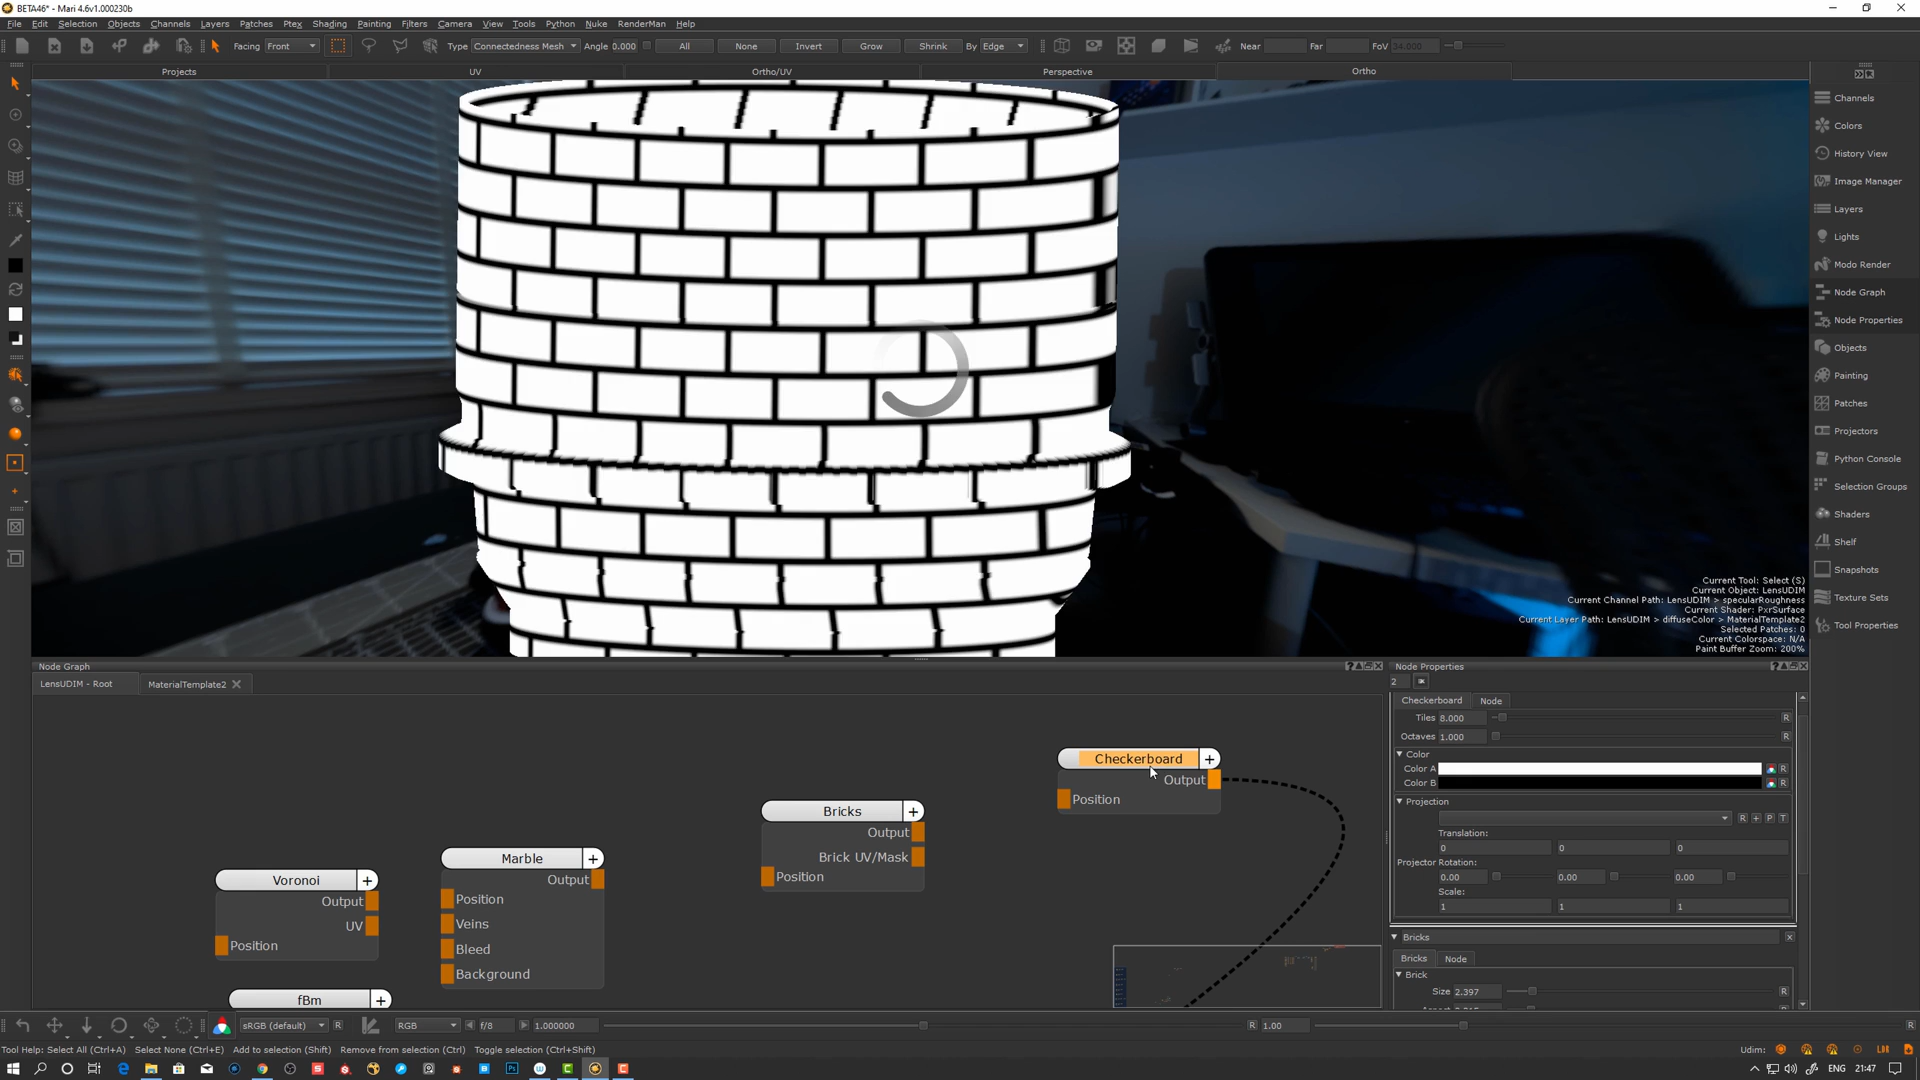 BETA46* - Mari 4.6v1.000230b
File Edit Selection Objects Channels Layers Patches Ptex Shading Painting Filters Camera View Tools Python Nuke RenderMan Help
Facing Front Type Connectedness Mesh Angle 0.000 All None Invert Grow Shrink By Edge Near Far FoV 34.000
Projects UV Ortho/UV Perspective Ortho
Channels
Colors
History View
Image Manager
Layers
Lights
Modo Render
Node Graph
Node Properties
Objects
Painting
Patches
Projectors
Python Console
Selection Groups
Shaders
Shelf
Snapshots
Texture Sets
Tool Properties
Current Tool: Select (S)
Current Object: LensUDIM
Current Channel Path: LensUDIM > specularRoughness
Current Shader: PxrSurface
Current Layer Path: LensUDIM > diffuseColor > MaterialTemplate2
Selected Patches: 0
Current Colorspace: N/A
Paint Buffer Zoom: 200%
Node Graph
LensUDIM - Root MaterialTemplate2
Checkerboard +
Output
Position
Bricks +
Output
Brick UV/Mask
Position
Marble +
Output
Position
Veins
Bleed
Background
Voronoi +
Output
UV
Position
fBm +
Node Properties
2
Checkerboard Node
Tiles 8.000 R
Octaves 1.000 R
Color
Color A R
Color B R
Projection
R + P T
Translation:
0 0 0
Projector Rotation:
0.00 0.00 0.00
Scale:
1 1 1
Bricks
Bricks Node
Brick
Size 2.397 R
sRGB (default) R RGB f/8 1.000000 R 1.00 R
Tool Help: Select All (Ctrl+A) Select None (Ctrl+E) Add to selection (Shift) Remove from selection (Ctrl) Toggle selection (Ctrl+Shift)
Udim:
ENG 21:47